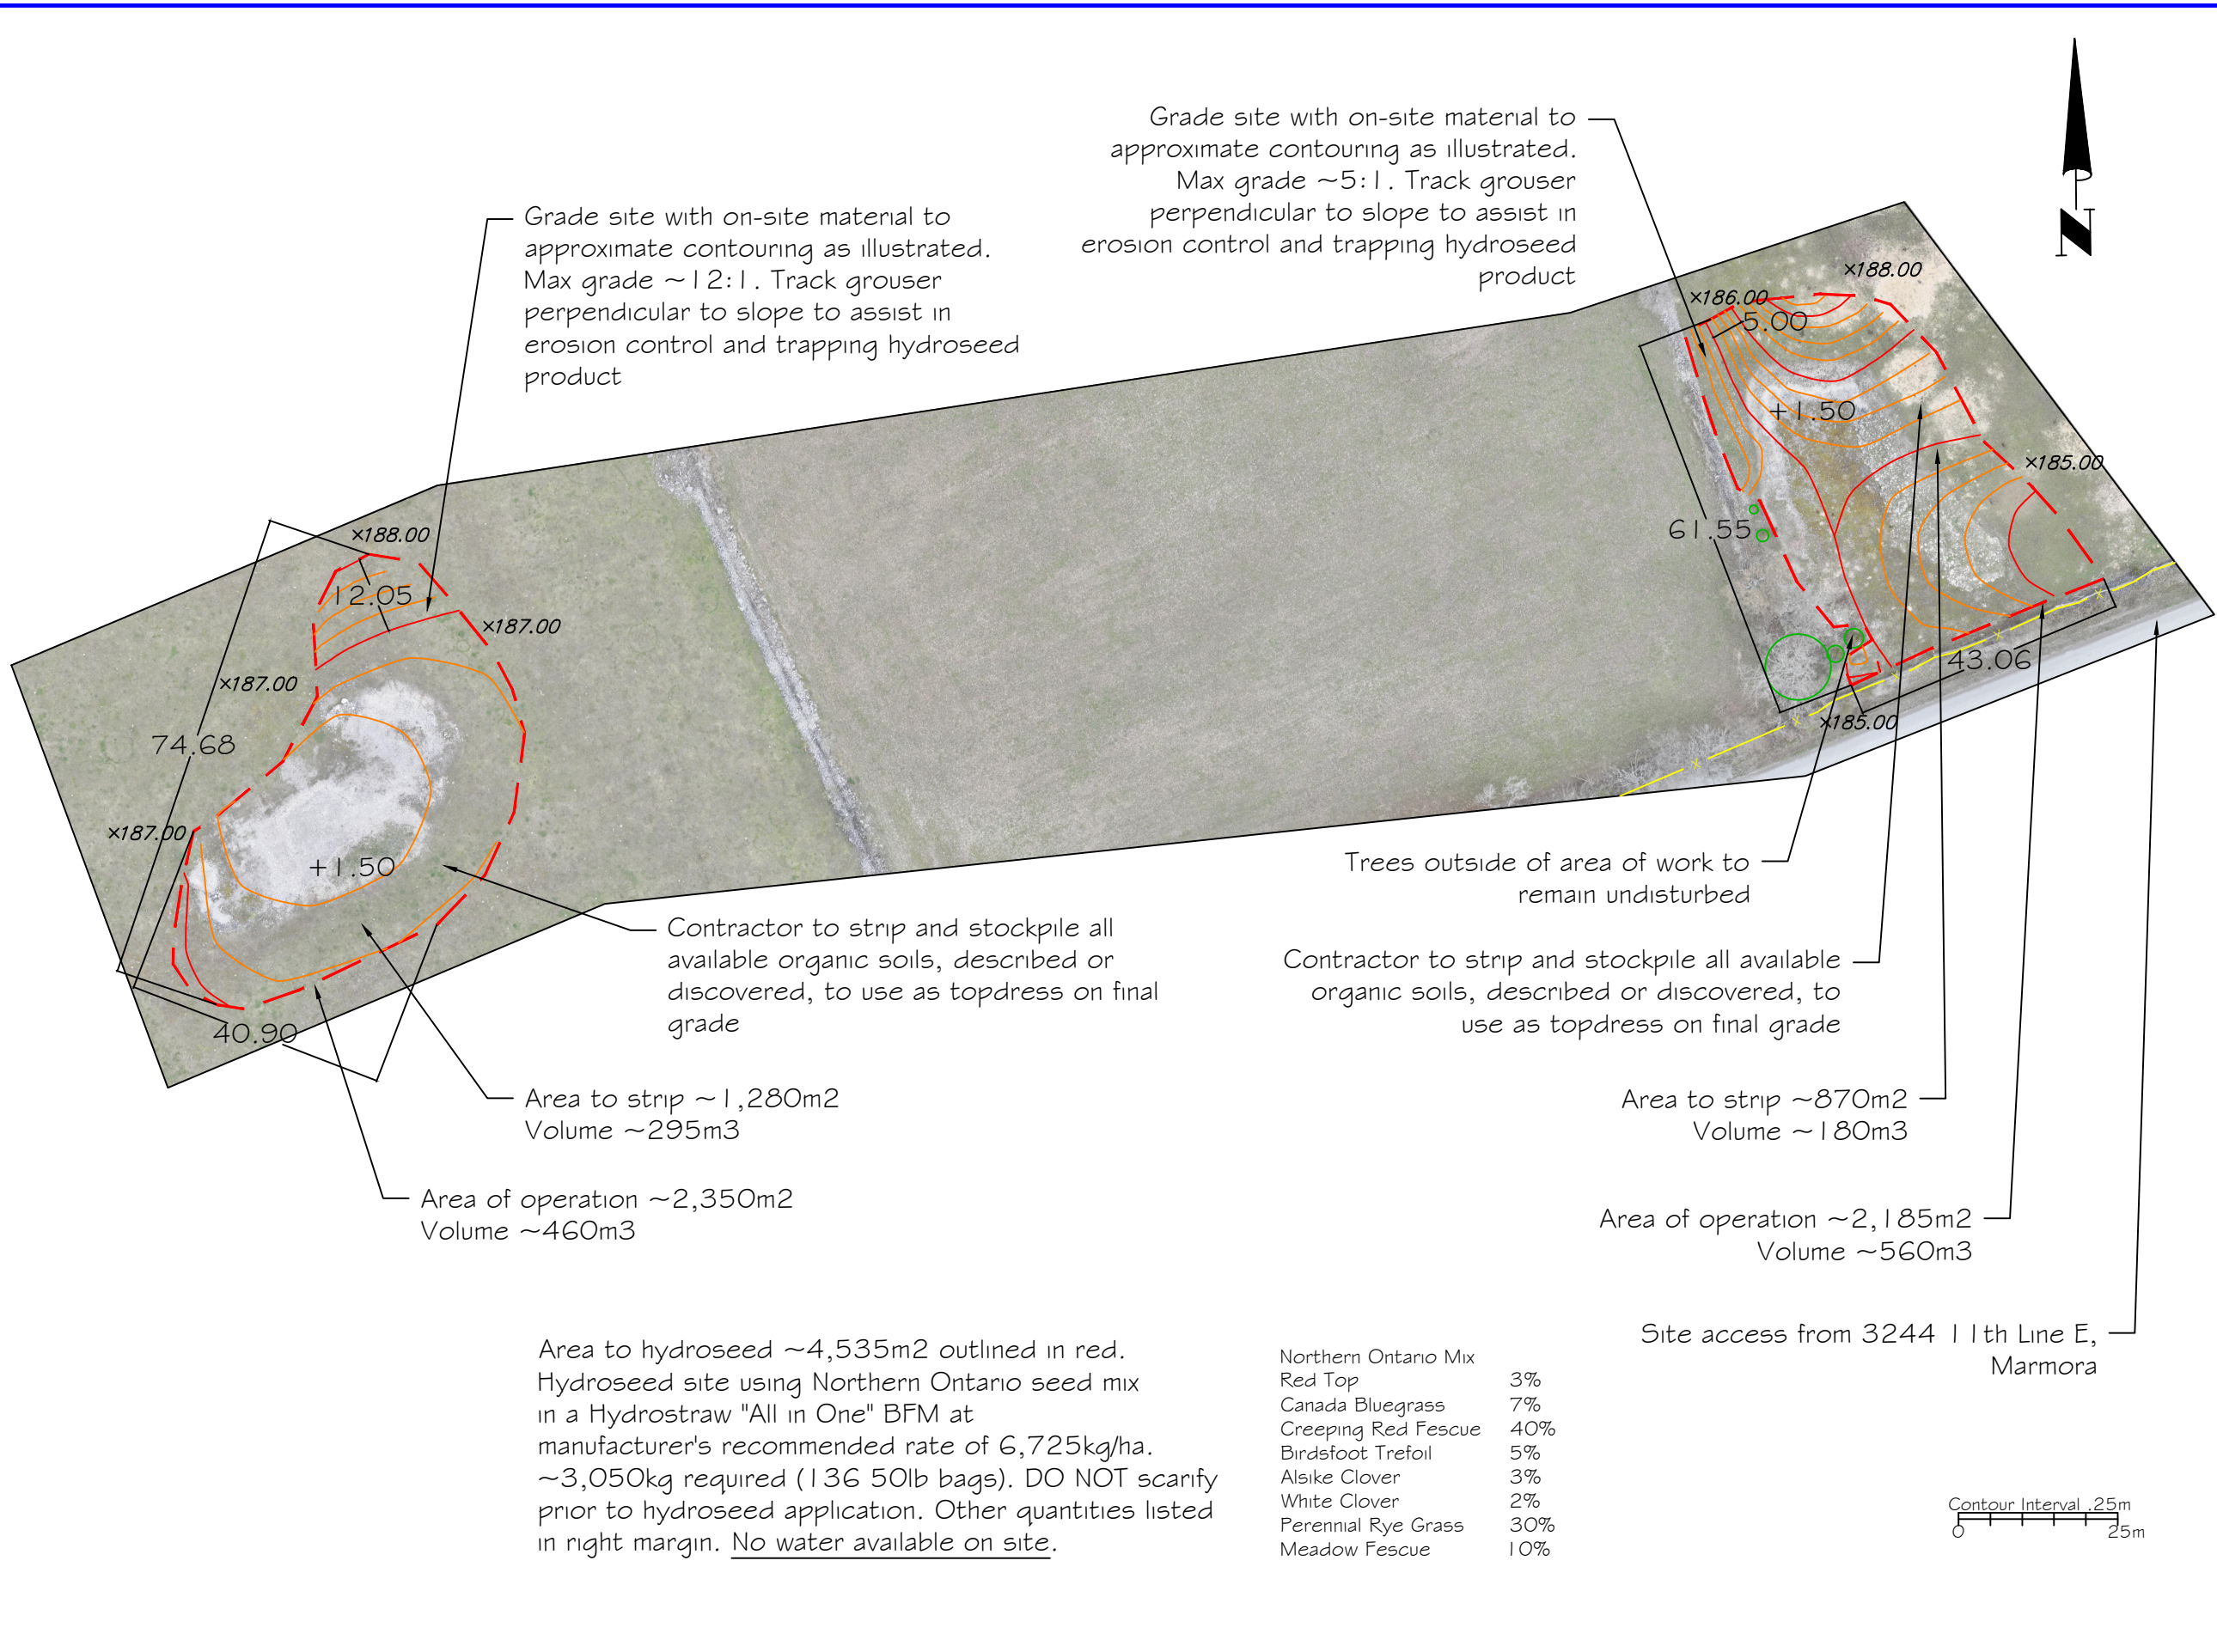 Grade site with on-site material to
approximate contouring as illustrated.
Max grade ~5:1. Track grouser
perpendicular to slope to assist in
erosion control and trapping hydroseed
product
N
Grade site with on-site material to
approximate contouring as illustrated.
Max grade ~12:1. Track grouser
perpendicular to slope to assist in
erosion control and trapping hydroseed
product
×188.00
×186.00
5.00
+1.50
×185.00
61.55
43.06
×185.00
×188.00
12.05
×187.00
×187.00
74.68
×187.00
+1.50
40.90
Trees outside of area of work to
remain undisturbed
Contractor to strip and stockpile all
available organic soils, described or
discovered, to use as topdress on final
grade
Contractor to strip and stockpile all available
organic soils, described or discovered, to
use as topdress on final grade
Area to strip ~1,280m2
Volume ~295m3
Area to strip ~870m2
Volume ~180m3
Area of operation ~2,350m2
Volume ~460m3
Area of operation ~2,185m2
Volume ~560m3
Site access from 3244 11th Line E,
Marmora
Area to hydroseed ~4,535m2 outlined in red.
Hydroseed site using Northern Ontario seed mix
in a Hydrostraw "All in One" BFM at
manufacturer's recommended rate of 6,725kg/ha.
~3,050kg required (136 50lb bags). DO NOT scarify
prior to hydroseed application. Other quantities listed
in right margin. No water available on site.
Northern Ontario Mix
Red Top 3%
Canada Bluegrass 7%
Creeping Red Fescue 40%
Birdsfoot Trefoil 5%
Alsike Clover 3%
White Clover 2%
Perennial Rye Grass 30%
Meadow Fescue 10%
Contour Interval .25m
0 25m